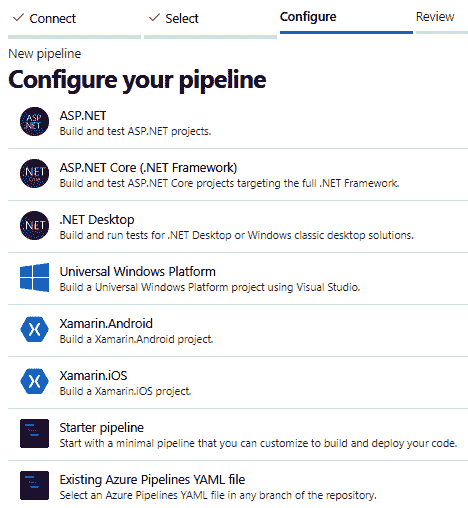 Connect Select Configure Review
New pipeline
Configure your pipeline
ASP.NET
ASP .NET
Build and test ASP.NET projects.
ASP.NET Core (.NET Framework)
.NET Core
Build and test ASP.NET Core projects targeting the full .NET Framework.
.NET Desktop
.NET
Build and run tests for .NET Desktop or Windows classic desktop solutions.
Universal Windows Platform
Build a Universal Windows Platform project using Visual Studio.
Xamarin.Android
Build a Xamarin.Android project.
Xamarin.iOS
Build a Xamarin.iOS project.
Starter pipeline
Start with a minimal pipeline that you can customize to build and deploy your code.
Existing Azure Pipelines YAML file
Select an Azure Pipelines YAML file in any branch of the repository.